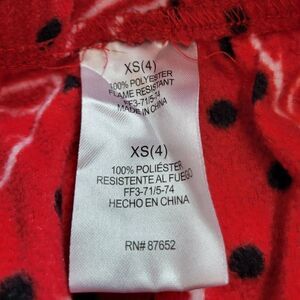 XS(4)
100% POLYESTER
FLAME RESISTANT
FF3-71/5-74
MADE IN CHINA
XS(4)
100% POLIÉSTER
RESISTENTE AL FUEGO
FF3-71/5-74
HECHO EN CHINA
RN# 87652